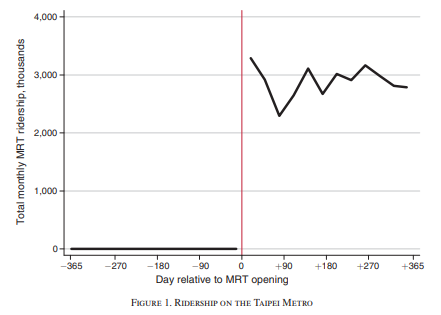 Total monthly MRT ridership, thousands
4,000
3,000
2,000
1,000
0
−365 −270 −180 −90 0 +90 +180 +270 +365
Day relative to MRT opening
Figure 1. Ridership on the Taipei Metro